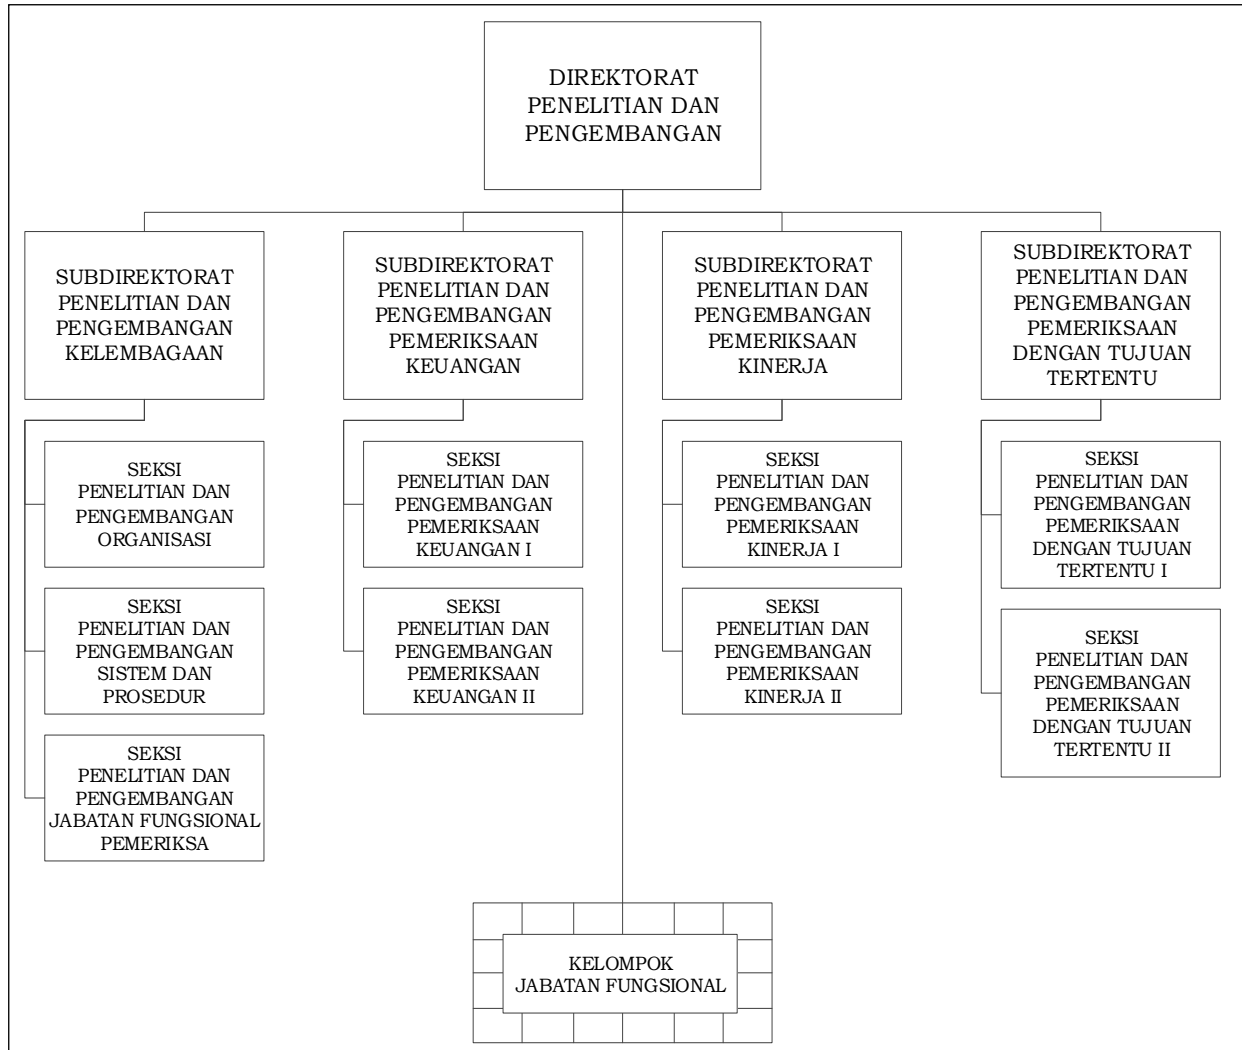 DIREKTORAT
PENELITIAN DAN
PENGEMBANGAN
SUBDIREKTORAT
PENELITIAN DAN
PENGEMBANGAN
KELEMBAGAAN
SUBDIREKTORAT
PENELITIAN DAN
PENGEMBANGAN
PEMERIKSAAN
KEUANGAN
SUBDIREKTORAT
PENELITIAN DAN
PENGEMBANGAN
PEMERIKSAAN
KINERJA
SUBDIREKTORAT
PENELITIAN DAN
PENGEMBANGAN
PEMERIKSAAN
DENGAN TUJUAN
TERTENTU
SEKSI
PENELITIAN DAN
PENGEMBANGAN
ORGANISASI
SEKSI
PENELITIAN DAN
PENGEMBANGAN
SISTEM DAN
PROSEDUR
SEKSI
PENELITIAN DAN
PENGEMBANGAN
JABATAN FUNGSIONAL
PEMERIKSA
SEKSI
PENELITIAN DAN
PENGEMBANGAN
PEMERIKSAAN
KEUANGAN I
SEKSI
PENELITIAN DAN
PENGEMBANGAN
PEMERIKSAAN
KEUANGAN II
SEKSI
PENELITIAN DAN
PENGEMBANGAN
PEMERIKSAAN
KINERJA I
SEKSI
PENELITIAN DAN
PENGEMBANGAN
PEMERIKSAAN
KINERJA II
SEKSI
PENELITIAN DAN
PENGEMBANGAN
PEMERIKSAAN
DENGAN TUJUAN
TERTENTU I
SEKSI
PENELITIAN DAN
PENGEMBANGAN
PEMERIKSAAN
DENGAN TUJUAN
TERTENTU II
KELOMPOK
JABATAN FUNGSIONAL